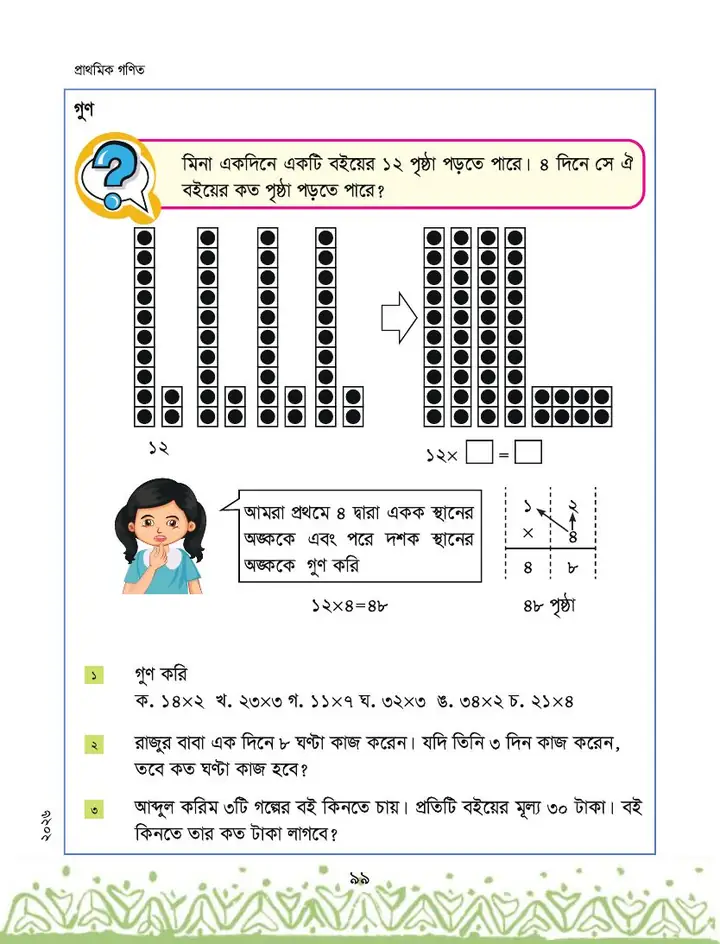 প্রাথমিক গণিত
গুণ
মিনা একদিনে একটি বইয়ের ১২ পৃষ্ঠা পড়তে পারে। ৪ দিনে সে ঐ
বইয়ের কত পৃষ্ঠা পড়তে পারে?
১২
১২× =
আমরা প্রথমে ৪ দ্বারা একক স্থানের
অঙ্ককে এবং পরে দশক স্থানের
অঙ্ককে গুণ করি
১ ২
× ৪
৪ ৮
১২×৪=৪৮
৪৮ পৃষ্ঠা
১ গুণ করি
ক. ১৪×২ খ. ২৩×৩ গ. ১১×৭ ঘ. ৩২×৩ ঙ. ৩৪×২ চ. ২১×৪
২ রাজুর বাবা এক দিনে ৮ ঘণ্টা কাজ করেন। যদি তিনি ৩ দিন কাজ করেন,
তবে কত ঘণ্টা কাজ হবে?
৩ আব্দুল করিম ৩টি গল্পের বই কিনতে চায়। প্রতিটি বইয়ের মূল্য ৩০ টাকা। বই
কিনতে তার কত টাকা লাগবে?
২০২৬
৯৯